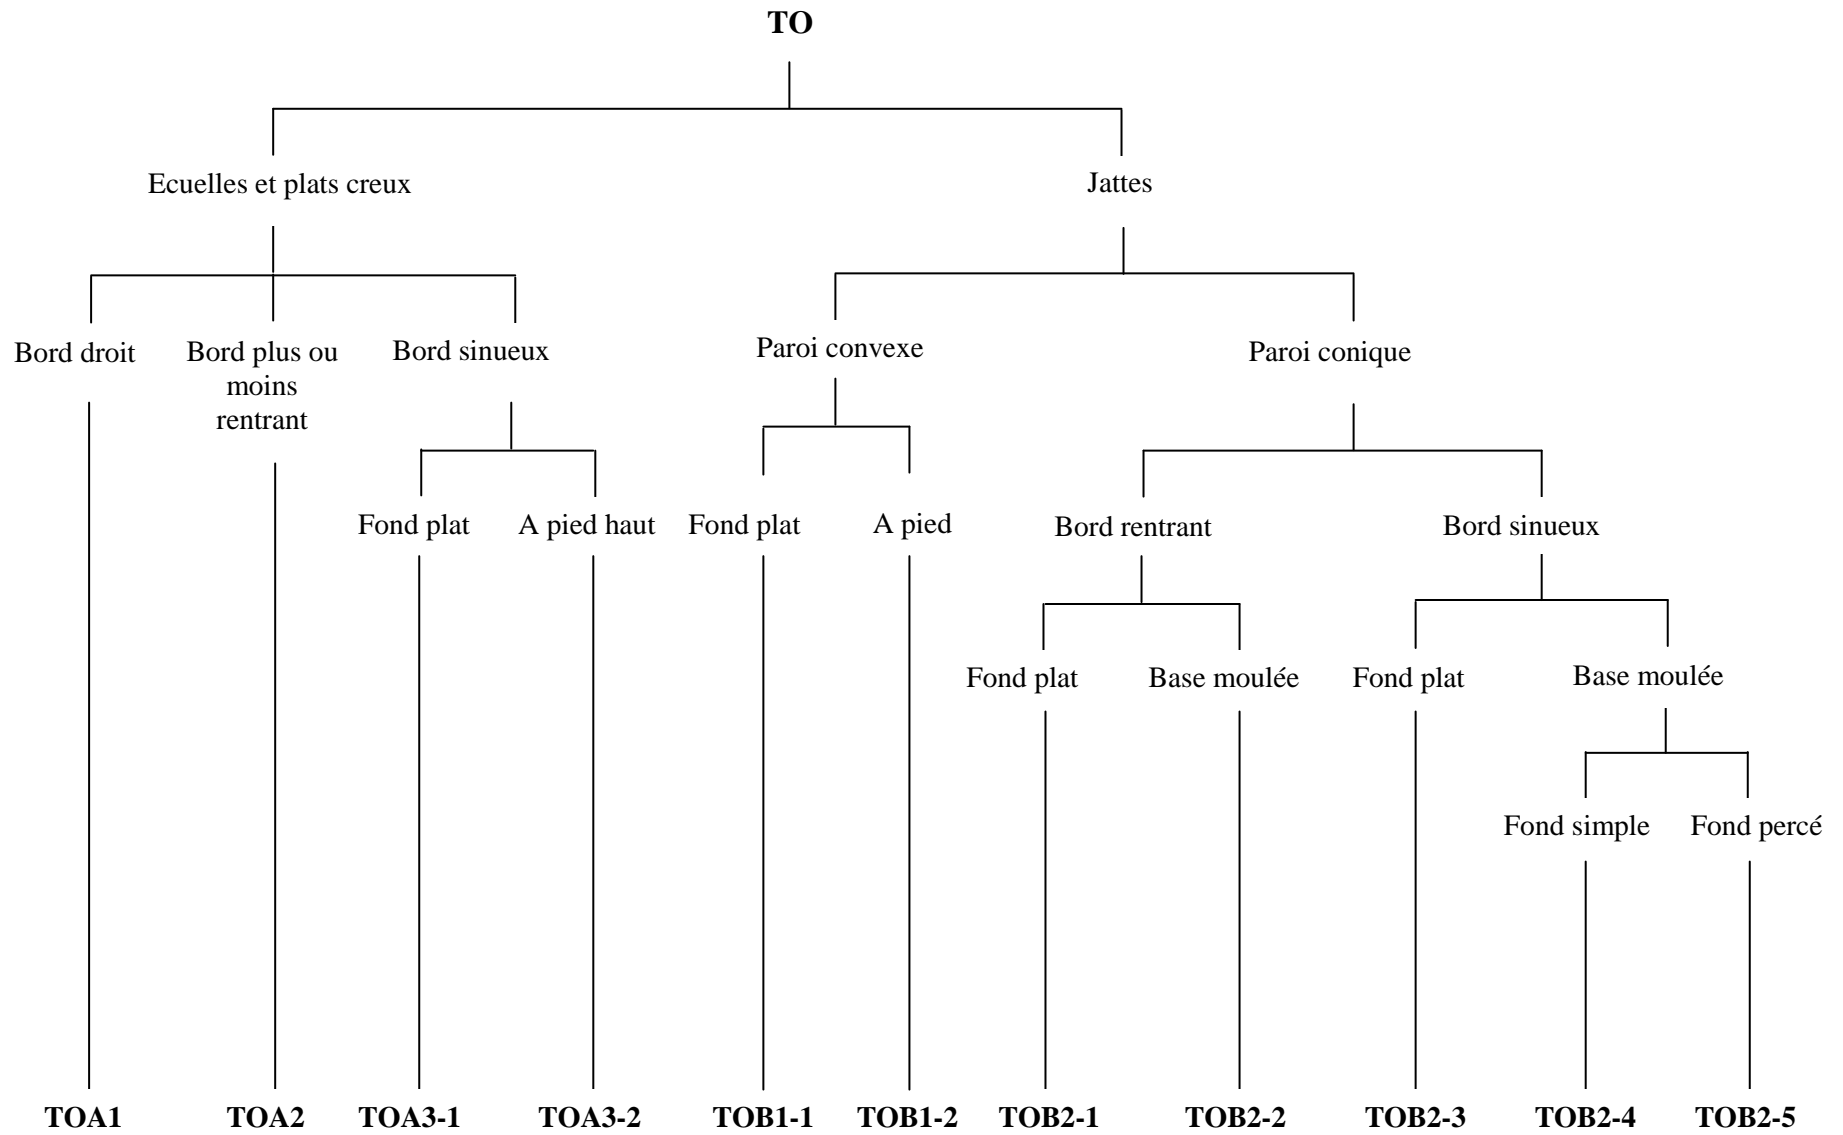 TO
Ecuelles et plats creux
Jattes
Bord droit
Bord plus ou
moins
rentrant
Bord sinueux
Paroi convexe
Paroi conique
Fond plat
A pied haut
Fond plat
A pied
Bord rentrant
Bord sinueux
Fond plat
Base moulée
Fond plat
Base moulée
Fond simple
Fond percé
TOA1
TOA2
TOA3-1
TOA3-2
TOB1-1
TOB1-2
TOB2-1
TOB2-2
TOB2-3
TOB2-4
TOB2-5